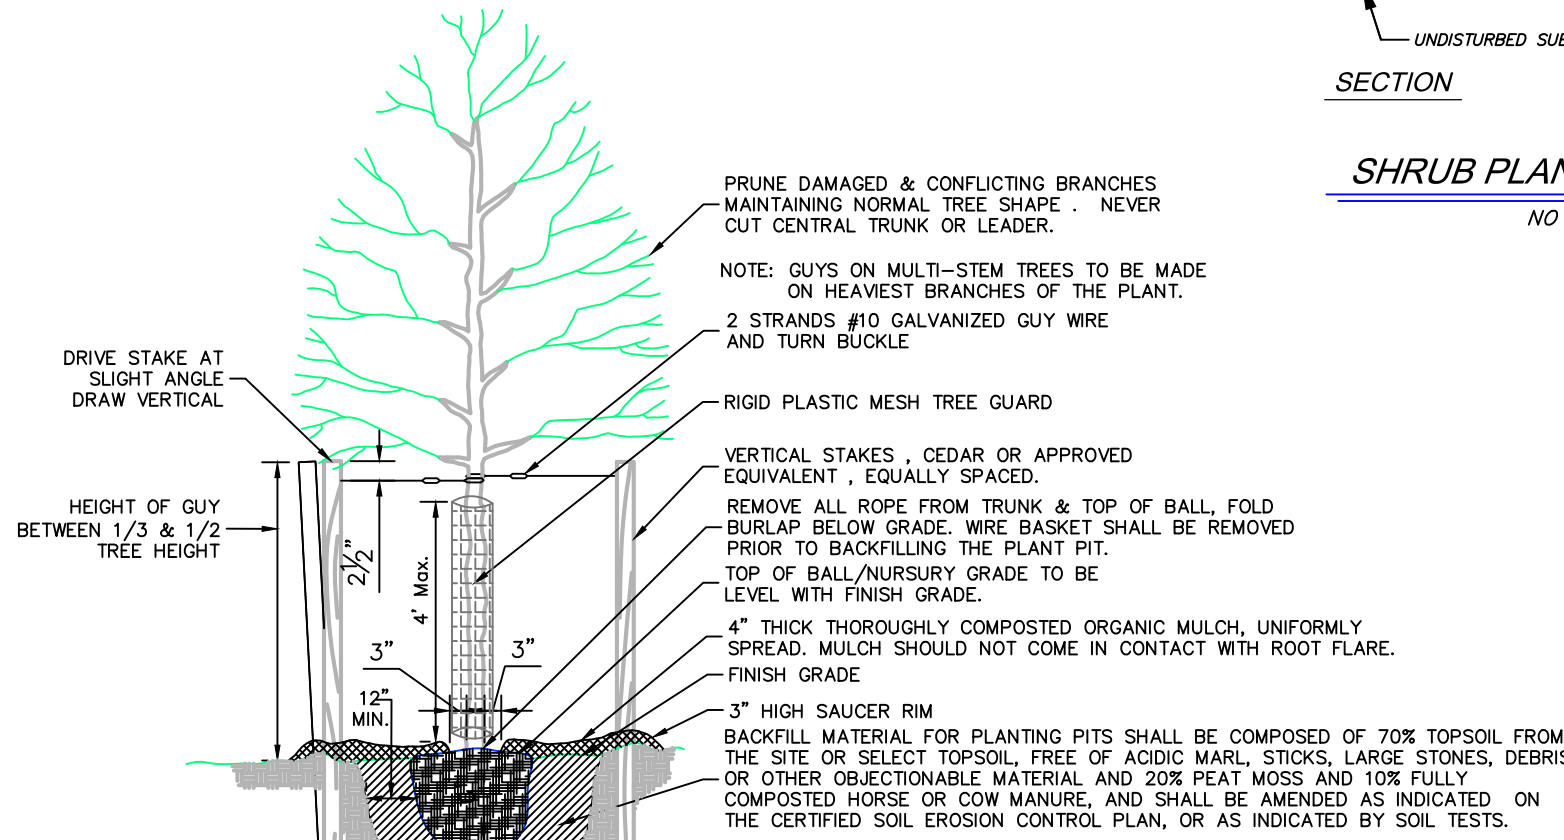 UNDISTURBED
SECTION
SHRUB
NO
PRUNE DAMAGED & CONFLICTING BRANCHES
MAINTAINING NORMAL TREE SHAPE . NEVER
CUT CENTRAL TRUNK OR LEADER.
NOTE: GUYS ON MULTI-STEM TREES TO BE MADE
ON HEAVIEST BRANCHES OF THE PLANT.
2 STRANDS #10 GALVANIZED GUY WIRE
AND TURN BUCKLE
DRIVE STAKE AT
SLIGHT ANGLE
DRAW VERTICAL
RIGID PLASTIC MESH TREE GUARD
VERTICAL STAKES , CEDAR OR APPROVED
EQUIVALENT , EQUALLY SPACED.
HEIGHT OF GUY
BETWEEN 1/3 & 1/2
TREE HEIGHT
2½"
4' Max.
REMOVE ALL ROPE FROM TRUNK & TOP OF BALL, FOLD
BURLAP BELOW GRADE. WIRE BASKET SHALL BE REMOVED
PRIOR TO BACKFILLING THE PLANT PIT.
TOP OF BALL/NURSURY GRADE TO BE
LEVEL WITH FINISH GRADE.
4” THICK THOROUGHLY COMPOSTED ORGANIC MULCH, UNIFORMLY
SPREAD. MULCH SHOULD NOT COME IN CONTACT WITH ROOT FLARE.
3”
3”
FINISH GRADE
12”
MIN.
3” HIGH SAUCER RIM
BACKFILL MATERIAL FOR PLANTING PITS SHALL BE COMPOSED OF 70% TOPSOIL FROM
THE SITE OR SELECT TOPSOIL, FREE OF ACIDIC MARL, STICKS, LARGE STONES, DEBRIS
OR OTHER OBJECTIONABLE MATERIAL AND 20% PEAT MOSS AND 10% FULLY
COMPOSTED HORSE OR COW MANURE, AND SHALL BE AMENDED AS INDICATED ON
THE CERTIFIED SOIL EROSION CONTROL PLAN, OR AS INDICATED BY SOIL TESTS.